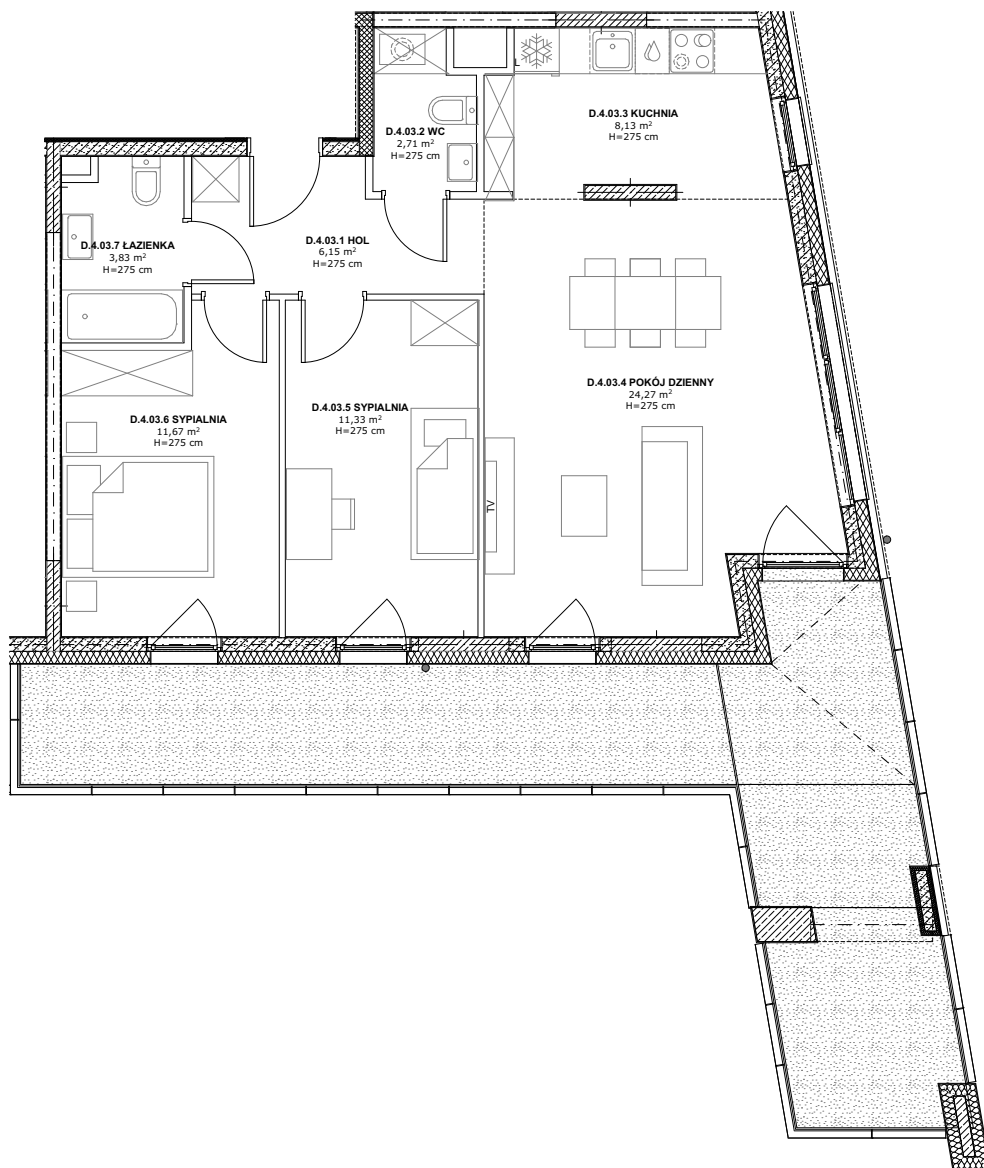 D.4.03.2 WC
2,71 m²
H=275 cm
D.4.03.3 KUCHNIA
8,13 m²
H=275 cm
D.4.03.7 ŁAZIENKA
3,83 m²
H=275 cm
D.4.03.1 HOL
6,15 m²
H=275 cm
D.4.03.4 POKÓJ DZIENNY
24,27 m²
H=275 cm
D.4.03.6 SYPIALNIA
11,67 m²
H=275 cm
D.4.03.5 SYPIALNIA
11,33 m²
H=275 cm
TV